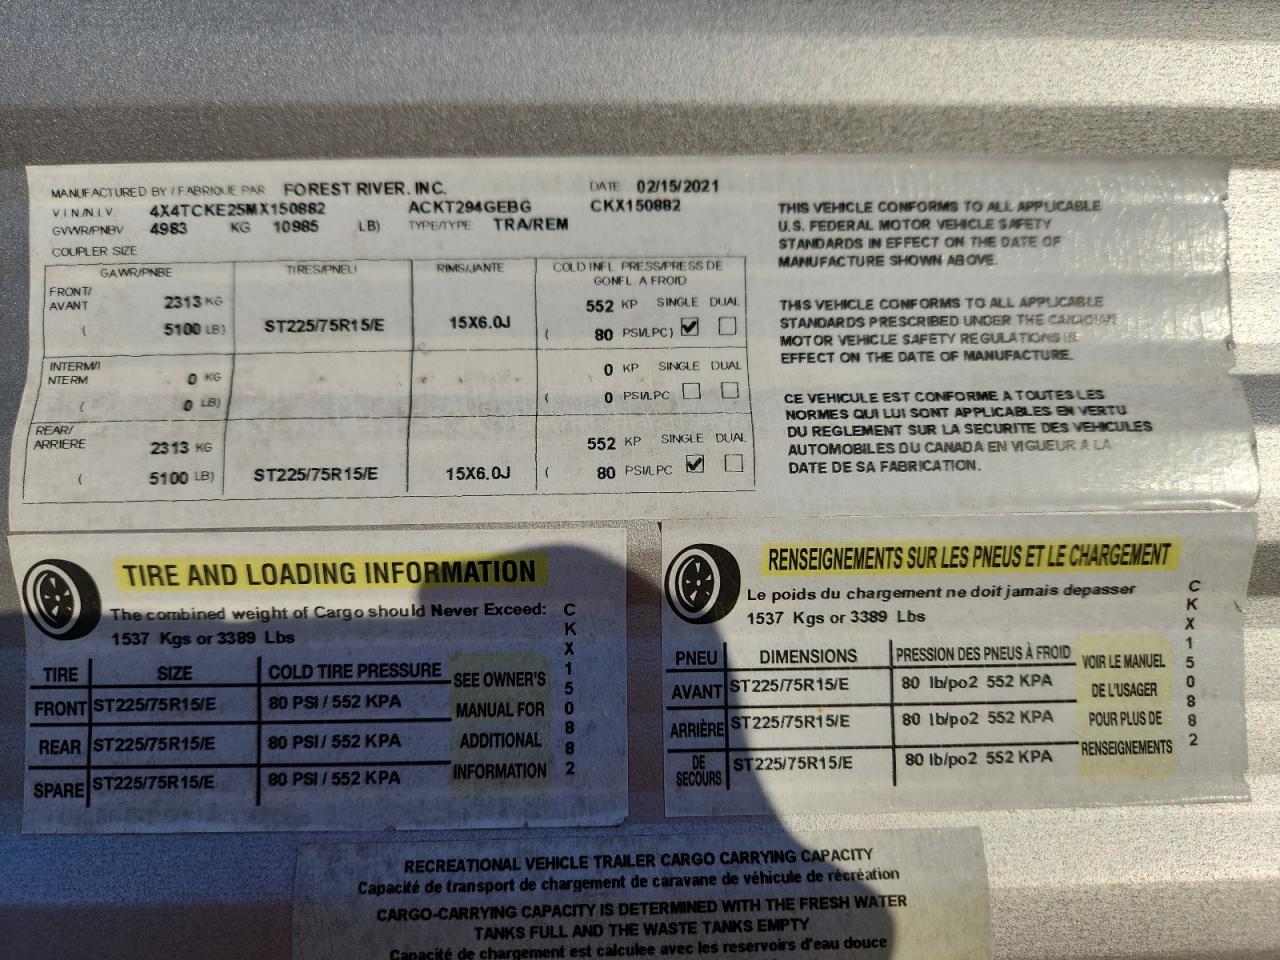 MANUFACTURED BY / FABRIQUE PAR FOREST RIVER, INC. DATE 02/15/2021
V I N/N.I.V. 4X4TCKE25MX150882 ACKT294GEBG CKX150882
GVWR/PNBV 4983 KG 10985 LB) TYPE/TYPE TRA/REM
COUPLER SIZE
GAWR/PNBE TIRES/PNEU RIMS/JANTE COLD INFL PRESS/PRESS DE
GONFL A FROID
FRONT/
AVANT 2313 KG 552 KP SINGLE DUAL
( 5100 LB) ST225/75R15/E 15X6.0J ( 80 PSI/LPC)
INTERM/I
NTERM 0 KG 0 KP SINGLE DUAL
( 0 LB) ( 0 PSI/LPC
REAR/
ARRIERE 2313 KG 552 KP SINGLE DUAL
( 5100 LB) ST225/75R15/E 15X6.0J ( 80 PSI/LPC
THIS VEHICLE CONFORMS TO ALL APPLICABLE
U.S. FEDERAL MOTOR VEHICLE SAFETY
STANDARDS IN EFFECT ON THE DATE OF
MANUFACTURE SHOWN ABOVE.
THIS VEHICLE CONFORMS TO ALL APPLICABLE
STANDARDS PRESCRIBED UNDER THE CANADIAN
MOTOR VEHICLE SAFETY REGULATIONS IN
EFFECT ON THE DATE OF MANUFACTURE.
CE VEHICULE EST CONFORME A TOUTES LES
NORMES QUI LUI SONT APPLICABLES EN VERTU
DU REGLEMENT SUR LA SECURITE DES VEHICULES
AUTOMOBILES DU CANADA EN VIGUEUR A LA
DATE DE SA FABRICATION.
TIRE AND LOADING INFORMATION
The combined weight of Cargo should Never Exceed:
1537 Kgs or 3389 Lbs
TIRE SIZE COLD TIRE PRESSURE
FRONT ST225/75R15/E 80 PSI / 552 KPA
REAR ST225/75R15/E 80 PSI / 552 KPA
SPARE ST225/75R15/E 80 PSI / 552 KPA
SEE OWNER'S
MANUAL FOR
ADDITIONAL
INFORMATION
CKX150882
RENSEIGNEMENTS SUR LES PNEUS ET LE CHARGEMENT
Le poids du chargement ne doit jamais depasser
1537 Kgs or 3389 Lbs
PNEU DIMENSIONS PRESSION DES PNEUS À FROID
AVANT ST225/75R15/E 80 lb/po2 552 KPA
ARRIÈRE ST225/75R15/E 80 lb/po2 552 KPA
DE
SECOURS ST225/75R15/E 80 lb/po2 552 KPA
VOIR LE MANUEL
DE L'USAGER
POUR PLUS DE
RENSEIGNEMENTS
CKX150882
RECREATIONAL VEHICLE TRAILER CARGO CARRYING CAPACITY
Capacité de transport de chargement de caravane de véhicule de récréation
CARGO-CARRYING CAPACITY IS DETERMINED WITH THE FRESH WATER
TANKS FULL AND THE WASTE TANKS EMPTY
Capacité de chargement est calculee avec les reservoirs d'eau douce